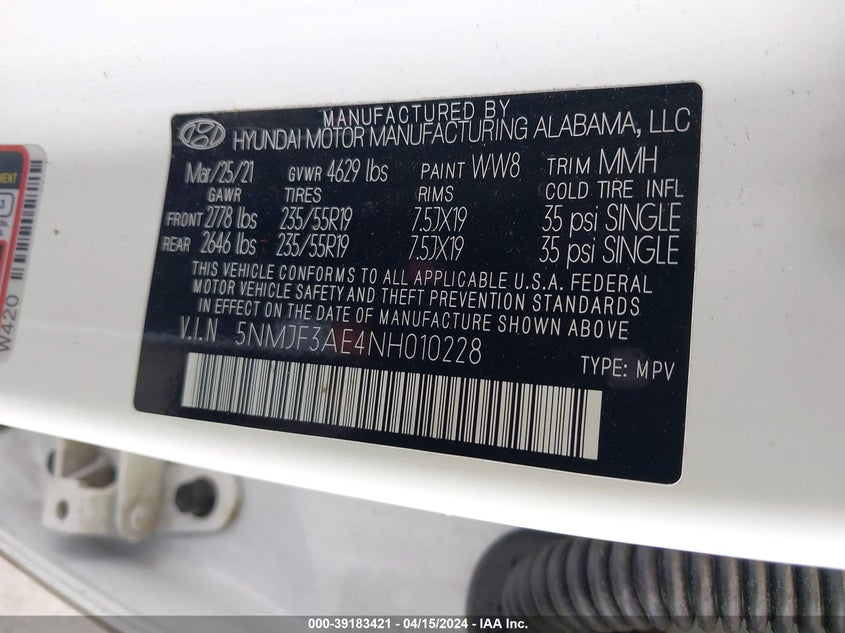 MANUFACTURED BY
HYUNDAI MOTOR MANUFACTURING ALABAMA, LLC
Mar/25/21 GVWR 4629 lbs PAINT WW8 TRIM MMH
GAWR TIRES RIMS COLD TIRE INFL
FRONT 2778 lbs 235/55R19 7.5JX19 35 psi SINGLE
REAR 2646 lbs 235/55R19 7.5JX19 35 psi SINGLE
THIS VEHICLE CONFORMS TO ALL APPLICABLE U.S.A. FEDERAL
MOTOR VEHICLE SAFETY AND THEFT PREVENTION STANDARDS
IN EFFECT ON THE DATE OF MANUFACTURE SHOWN ABOVE.
V.I.N 5NMJF3AE4NH010228
TYPE: MPV
W420
000-39183421 - 04/15/2024 - IAA Inc.